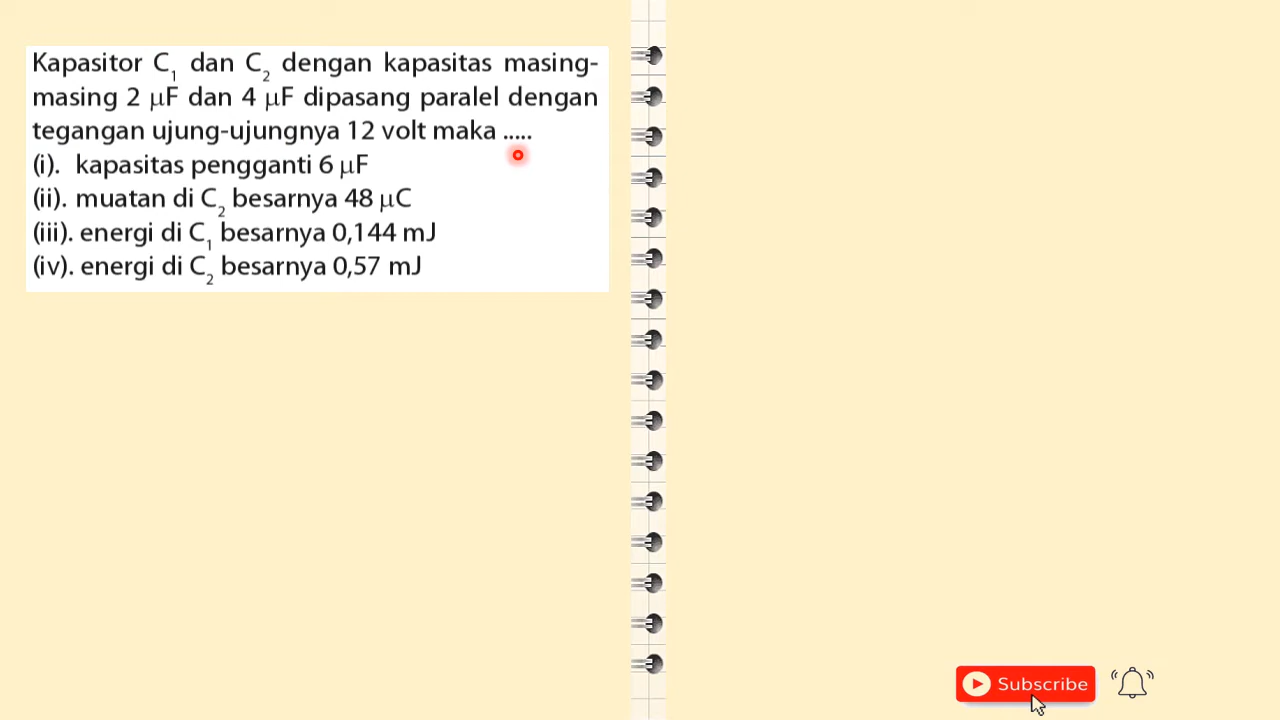 Kapasitor C₁ dan C₂ dengan kapasitas masing-
masing 2 μF dan 4 μF dipasang paralel dengan
tegangan ujung-ujungnya 12 volt maka .....
(i). kapasitas pengganti 6 μF
(ii). muatan di C₂ besarnya 48 μC
(iii). energi di C₁ besarnya 0,144 mJ
(iv). energi di C₂ besarnya 0,57 mJ
Subscribe